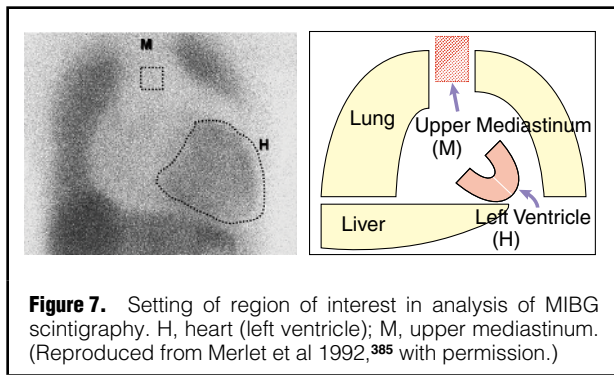 M
H
Lung
Upper Mediastinum
(M)
Liver
Left Ventricle
(H)
Figure 7. Setting of region of interest in analysis of MIBG
scintigraphy. H, heart (left ventricle); M, upper mediastinum.
(Reproduced from Merlet et al 1992,385 with permission.)